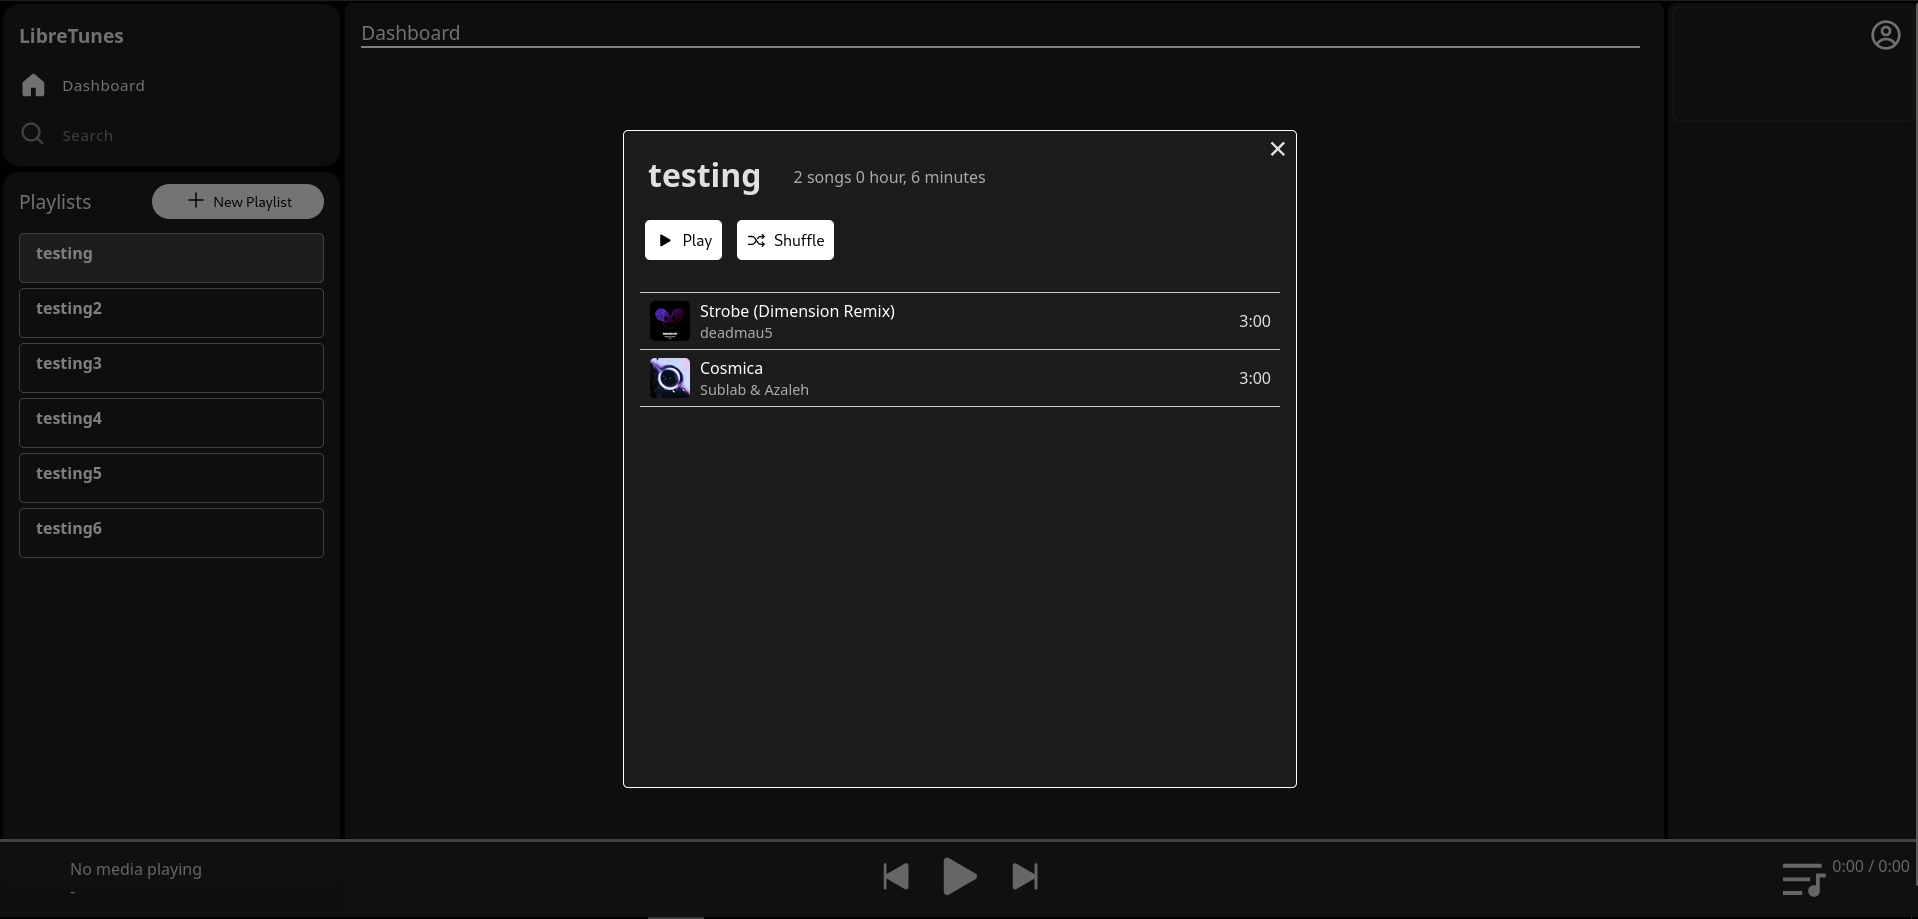 LibreTunes
Dashboard
Search
Playlists
New Playlist
testing
testing2
testing3
testing4
testing5
testing6
Dashboard
testing
2 songs 0 hour, 6 minutes
Play
Shuffle
Strobe (Dimension Remix)
deadmau5
3:00
Cosmica
Sublab & Azaleh
3:00
No media playing
-
0:00 / 0:00